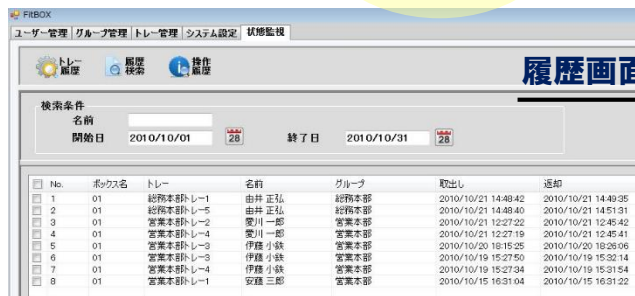 FitBOX
ユーザー管理 グループ管理 トレー管理 システム設定 状態監視
トレー履歴 履歴検索 操作履歴
履歴画面
検索条件
名前
開始日 2010/10/01 28 終了日 2010/10/31 28
No. ボックス名 トレー 名前 グループ 取出し 返却
1 01 総務本部トレー1 由井 正弘 総務本部 2010/10/21 14:48:42 2010/10/21 14:49:35
2 01 総務本部トレー5 由井 正弘 総務本部 2010/10/21 14:48:40 2010/10/21 14:51:31
3 01 営業本部トレー2 愛川 一郎 営業本部 2010/10/21 12:27:22 2010/10/21 12:45:42
4 01 営業本部トレー4 愛川 一郎 営業本部 2010/10/21 12:27:19 2010/10/21 12:45:41
5 01 営業本部トレー3 伊藤 小鉄 営業本部 2010/10/20 18:15:25 2010/10/20 18:26:06
6 01 営業本部トレー3 伊藤 小鉄 営業本部 2010/10/19 15:27:50 2010/10/19 15:32:14
7 01 営業本部トレー4 伊藤 小鉄 営業本部 2010/10/19 15:27:34 2010/10/19 15:31:54
8 01 営業本部トレー1 安藤 三郎 営業本部 2010/10/15 16:31:04 2010/10/15 16:31:22